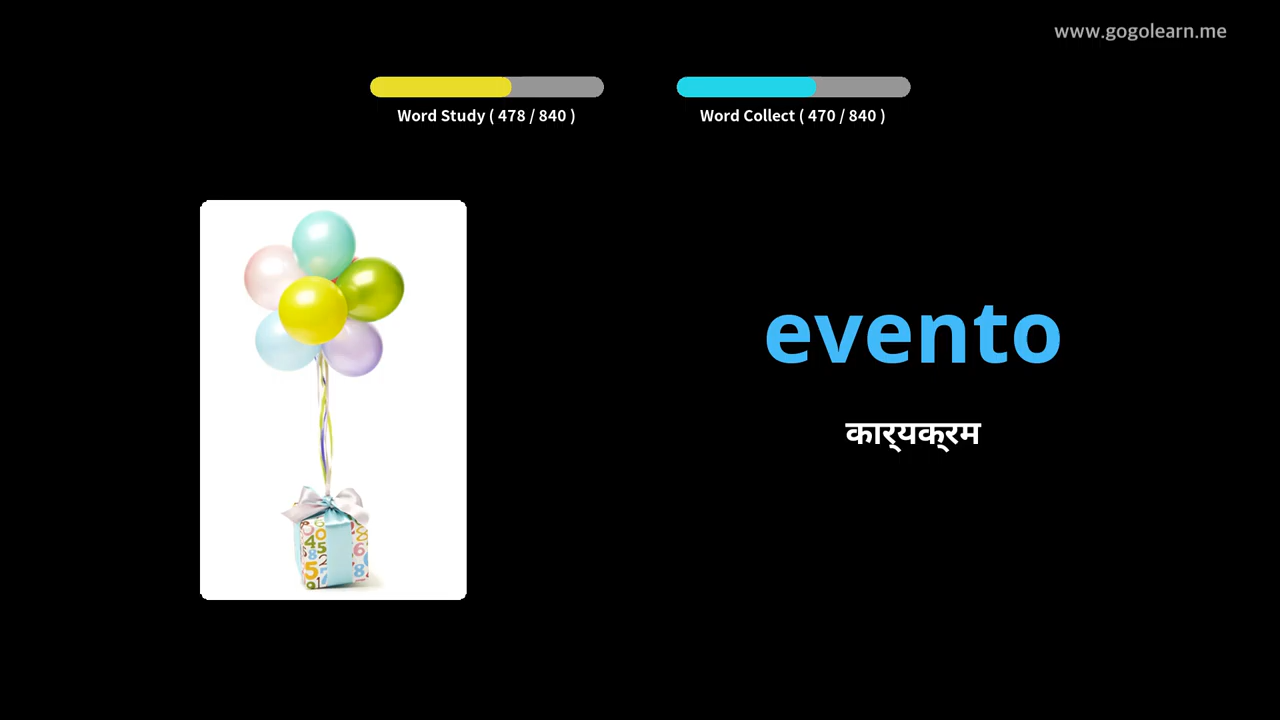 www.gogolearn.me
Word Study ( 478 / 840 )
Word Collect ( 470 / 840 )
evento
कार्यक्रम